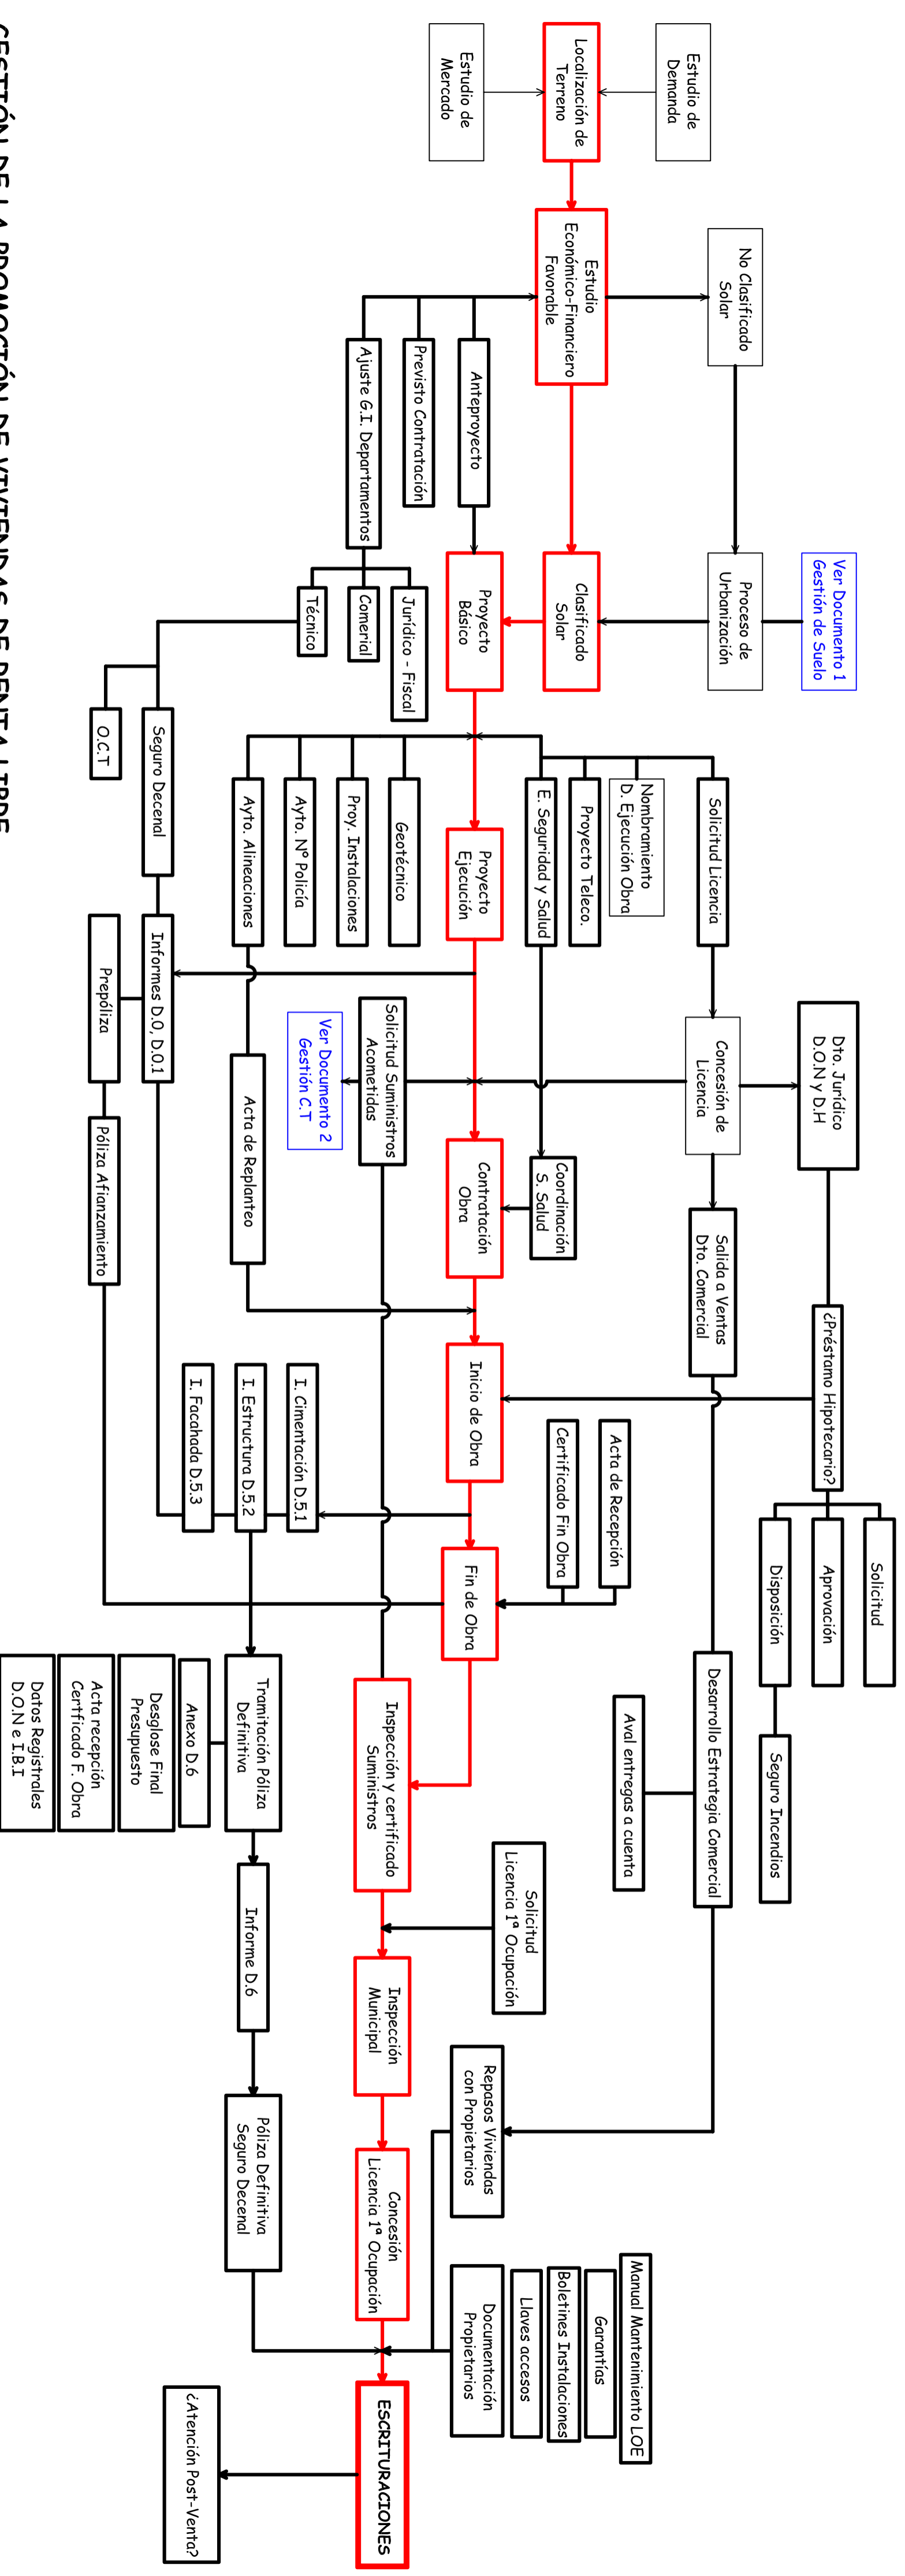 Estudio de
Demanda
Localización de
Terreno
Estudio de
Mercado
No Clasificado
Solar
Estudio
Económico-Financiero
Favorable
Anteproyecto
Previsto Contratación
Ajuste G.I. Departamentos
Ver Documento 1
Gestión de Suelo
Proceso de
Urbanización
Clasificado
Solar
Proyecto
Básico
Jurídico - Fiscal
Comerial
Técnico
Seguro Decenal
O.C.T
Solicitud Licencia
Nombramiento
D. Ejecución Obra
Proyecto Teleco.
E. Seguridad y Salud
Proyecto
Ejecución
Geotécnico
Proy. Instalaciones
Ayto. Nº Policía
Ayto. Alineaciones
Informes D.0, D.0.1
Prepóliza
Dto. Jurídico
D.O.N y D.H
Concesión de
Licencia
Solicitud Suministros
Acometidas
Ver Documento 2
Gestión C.T
Acta de Replanteo
Póliza Afianzamiento
Coordinación
S. Salud
Contratación
Obra
Salida a Ventas
Dto. Comercial
¿Préstamo Hipotecario?
Inicio de Obra
I. Cimentación D.5.1
I. Estructura D.5.2
I. Facahada D.5.3
Acta de Recepción
Certificado Fin Obra
Fin de Obra
Solicitud
Aprovación
Disposición
Seguro Incendios
Desarrollo Estrategia Comercial
Aval entregas a cuenta
Inspección y certificado
Suministros
Tramitación Póliza
Definitiva
Anexo D.6
Desglose Final
Presupuesto
Acta recepción
Certficado F. Obra
Datos Registrales
D.O.N e I.B.I
Solicitud
Licencia 1ª Ocupación
Informe D.6
Inspección
Municipal
Repasos Viviendas
con Propietarios
Concesión
Licencia 1ª Ocupación
Póliza Definitiva
Seguro Decenal
Manual Mantenimiento LOE
Garantías
Boletines Instalaciones
Llaves accesos
Documentación
Propietarios
ESCRITURACIONES
¿Atención Post-Venta?
GESTIÓN DE LA PROMOCIÓN DE VIVIENDAS DE RENTA LIBRE